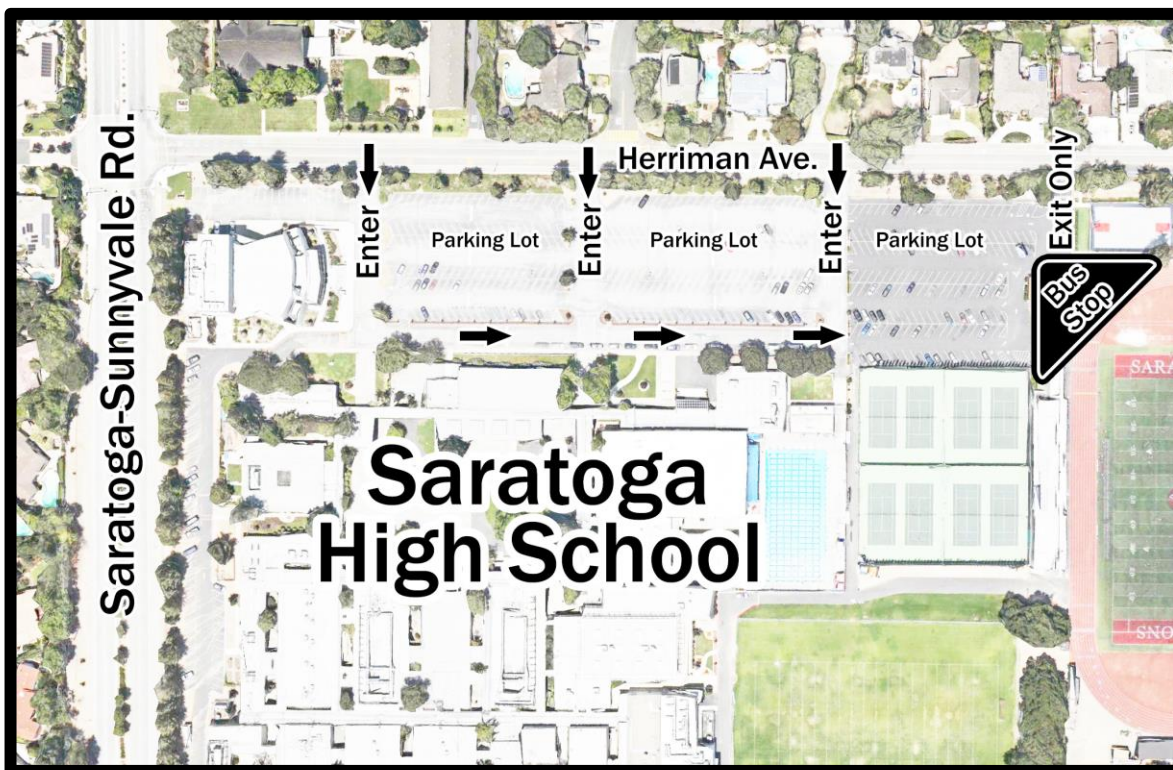 Saratoga-Sunnyvale Rd.
Herriman Ave.
Exit Only
Enter
Enter
Enter
Parking Lot
Parking Lot
Parking Lot
Bus
Stop
SARA
Saratoga
High School
SNO